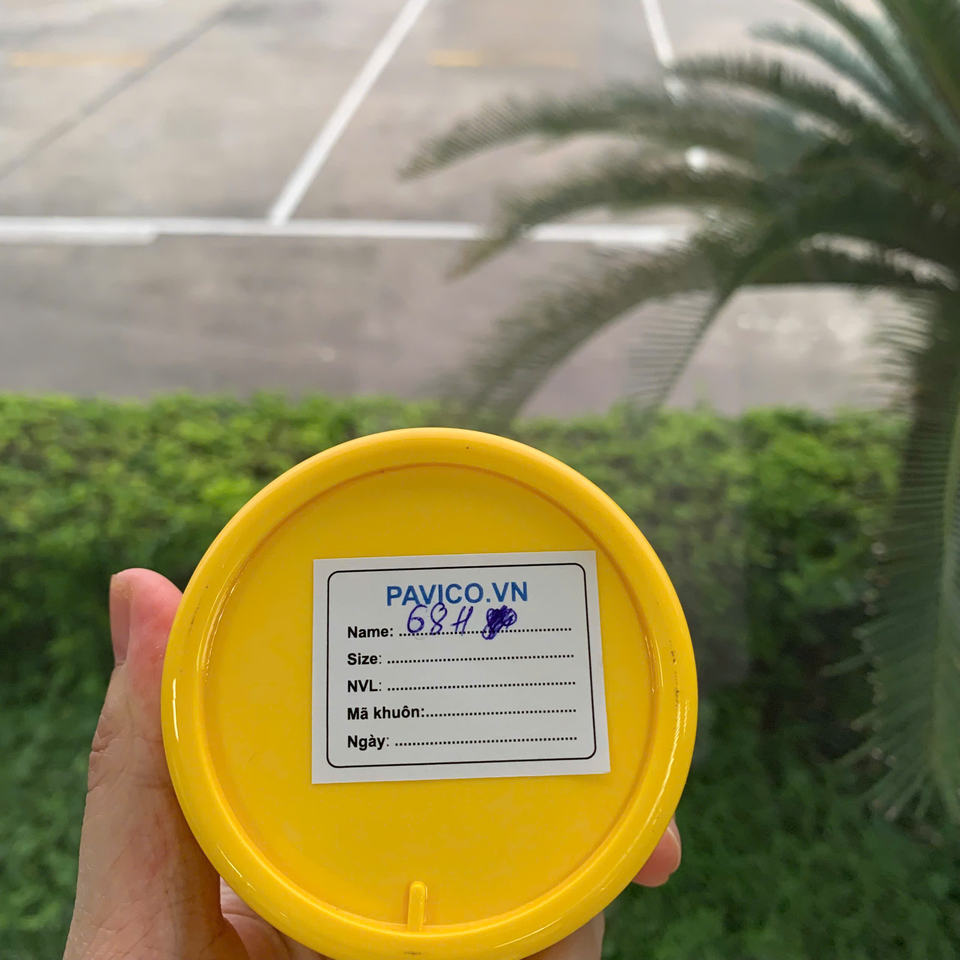 PAVICO.VN
Name: 68H
Size:
NVL:
Mã khuôn:
Ngày: